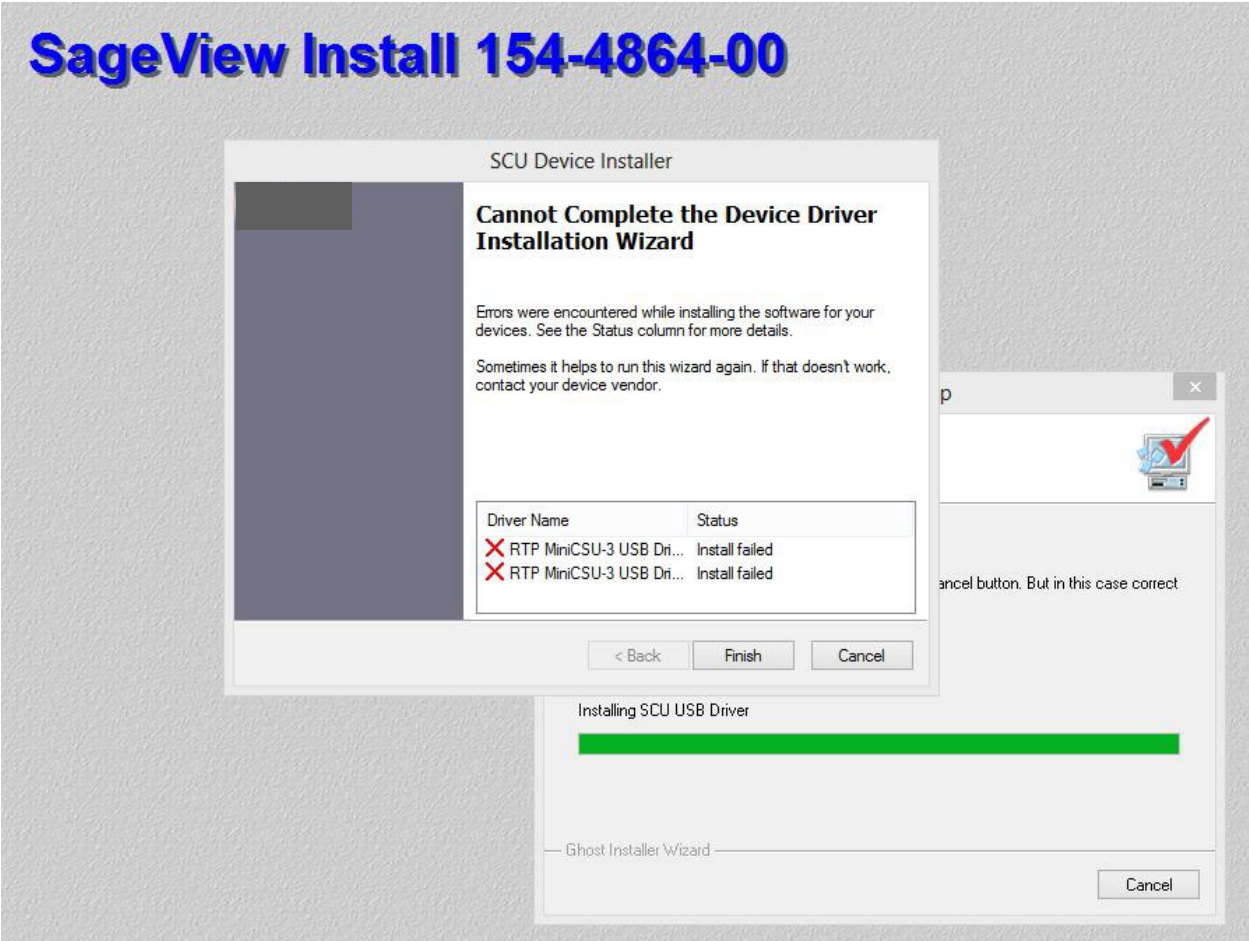 SageView Install 154-4864-00
SCU Device Installer
Cannot Complete the Device Driver
Installation Wizard
Errors were encountered while installing the software for your
devices. See the Status column for more details.
Sometimes it helps to run this wizard again. If that doesn't work,
contact your device vendor.
p
Driver Name Status
RTP MiniCSU-3 USB Dri... Install failed
RTP MiniCSU-3 USB Dri... Install failed
ancel button. But in this case correct
< Back Finish Cancel
Installing SCU USB Driver
Ghost Installer Wizard
Cancel